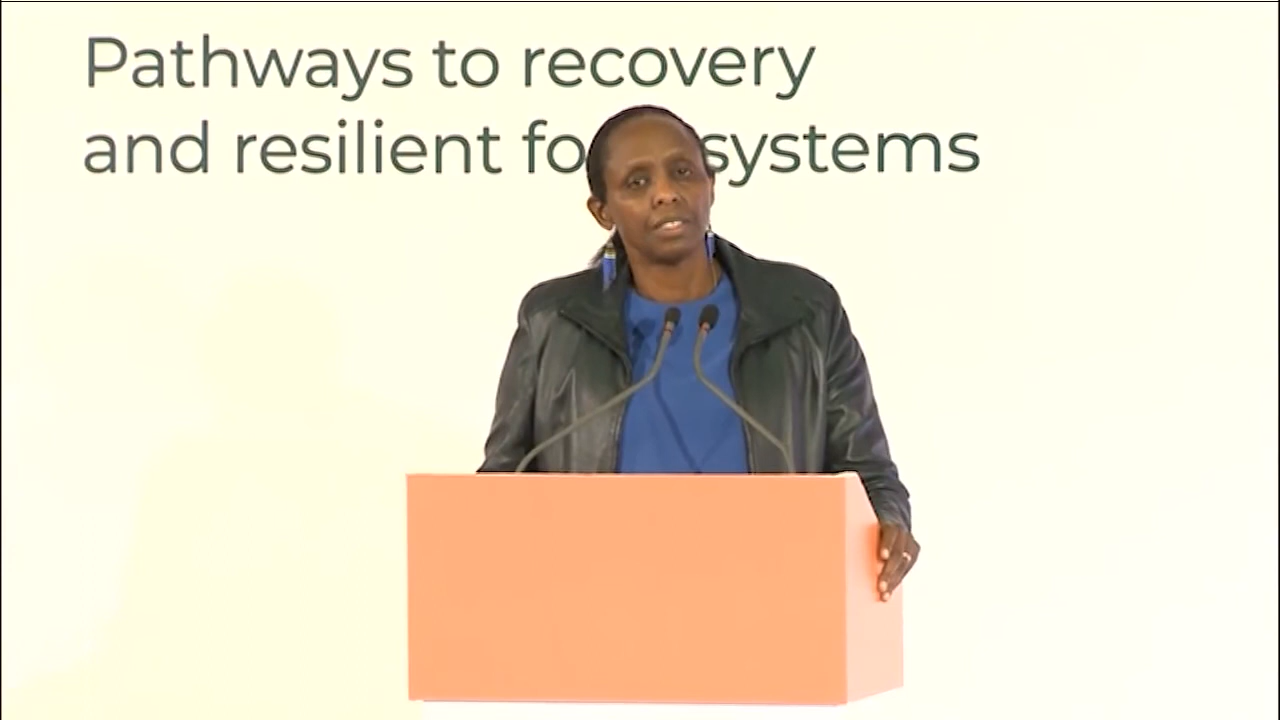 Pathways to recovery
and resilient systems